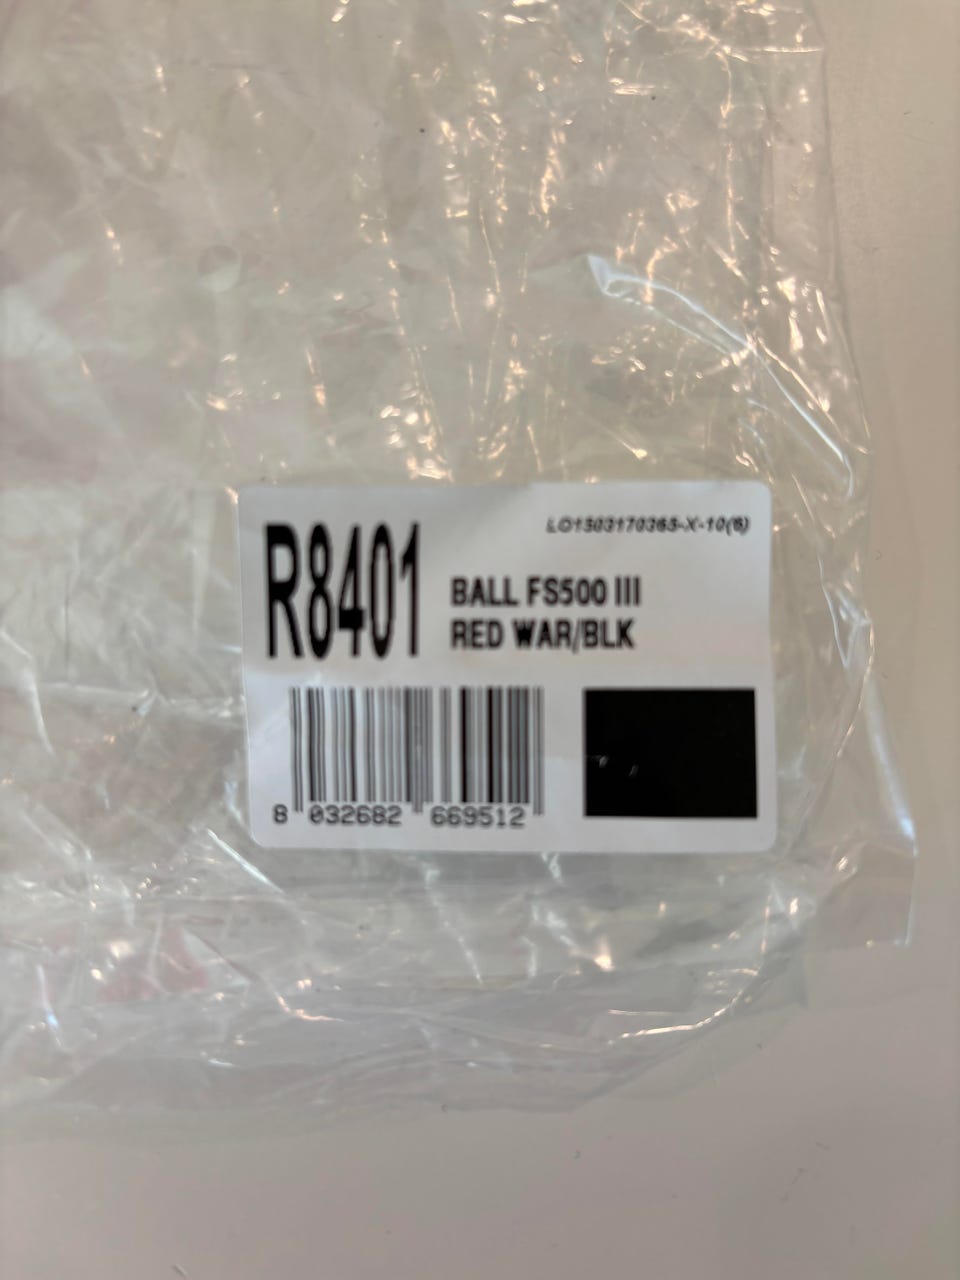 R8401
LO1503170365-X-10(6)
BALL FS500 III
RED WAR/BLK
8 032682 669512